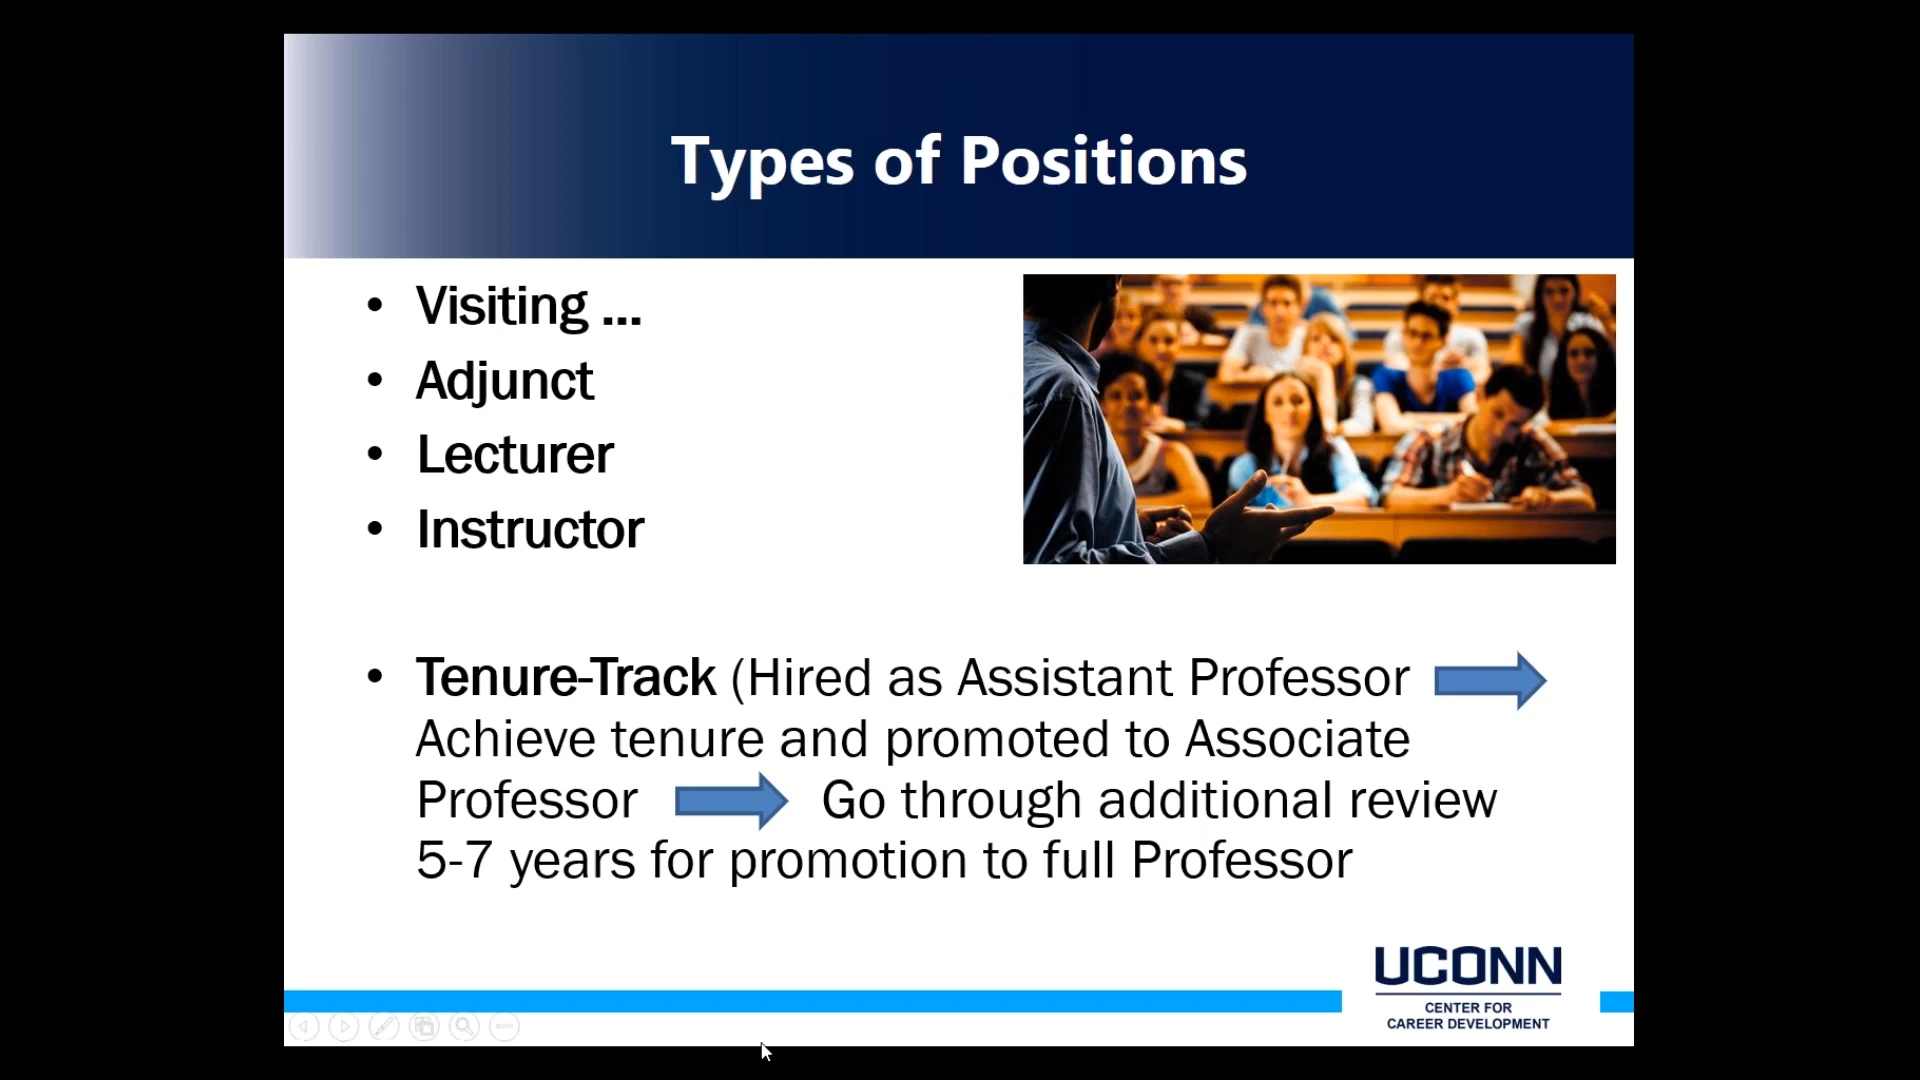 Types of Positions
• Visiting ...
• Adjunct
• Lecturer
• Instructor
• Tenure-Track (Hired as Assistant Professor
Achieve tenure and promoted to Associate
Professor Go through additional review
5-7 years for promotion to full Professor
UCONN
CENTER FOR
CAREER DEVELOPMENT